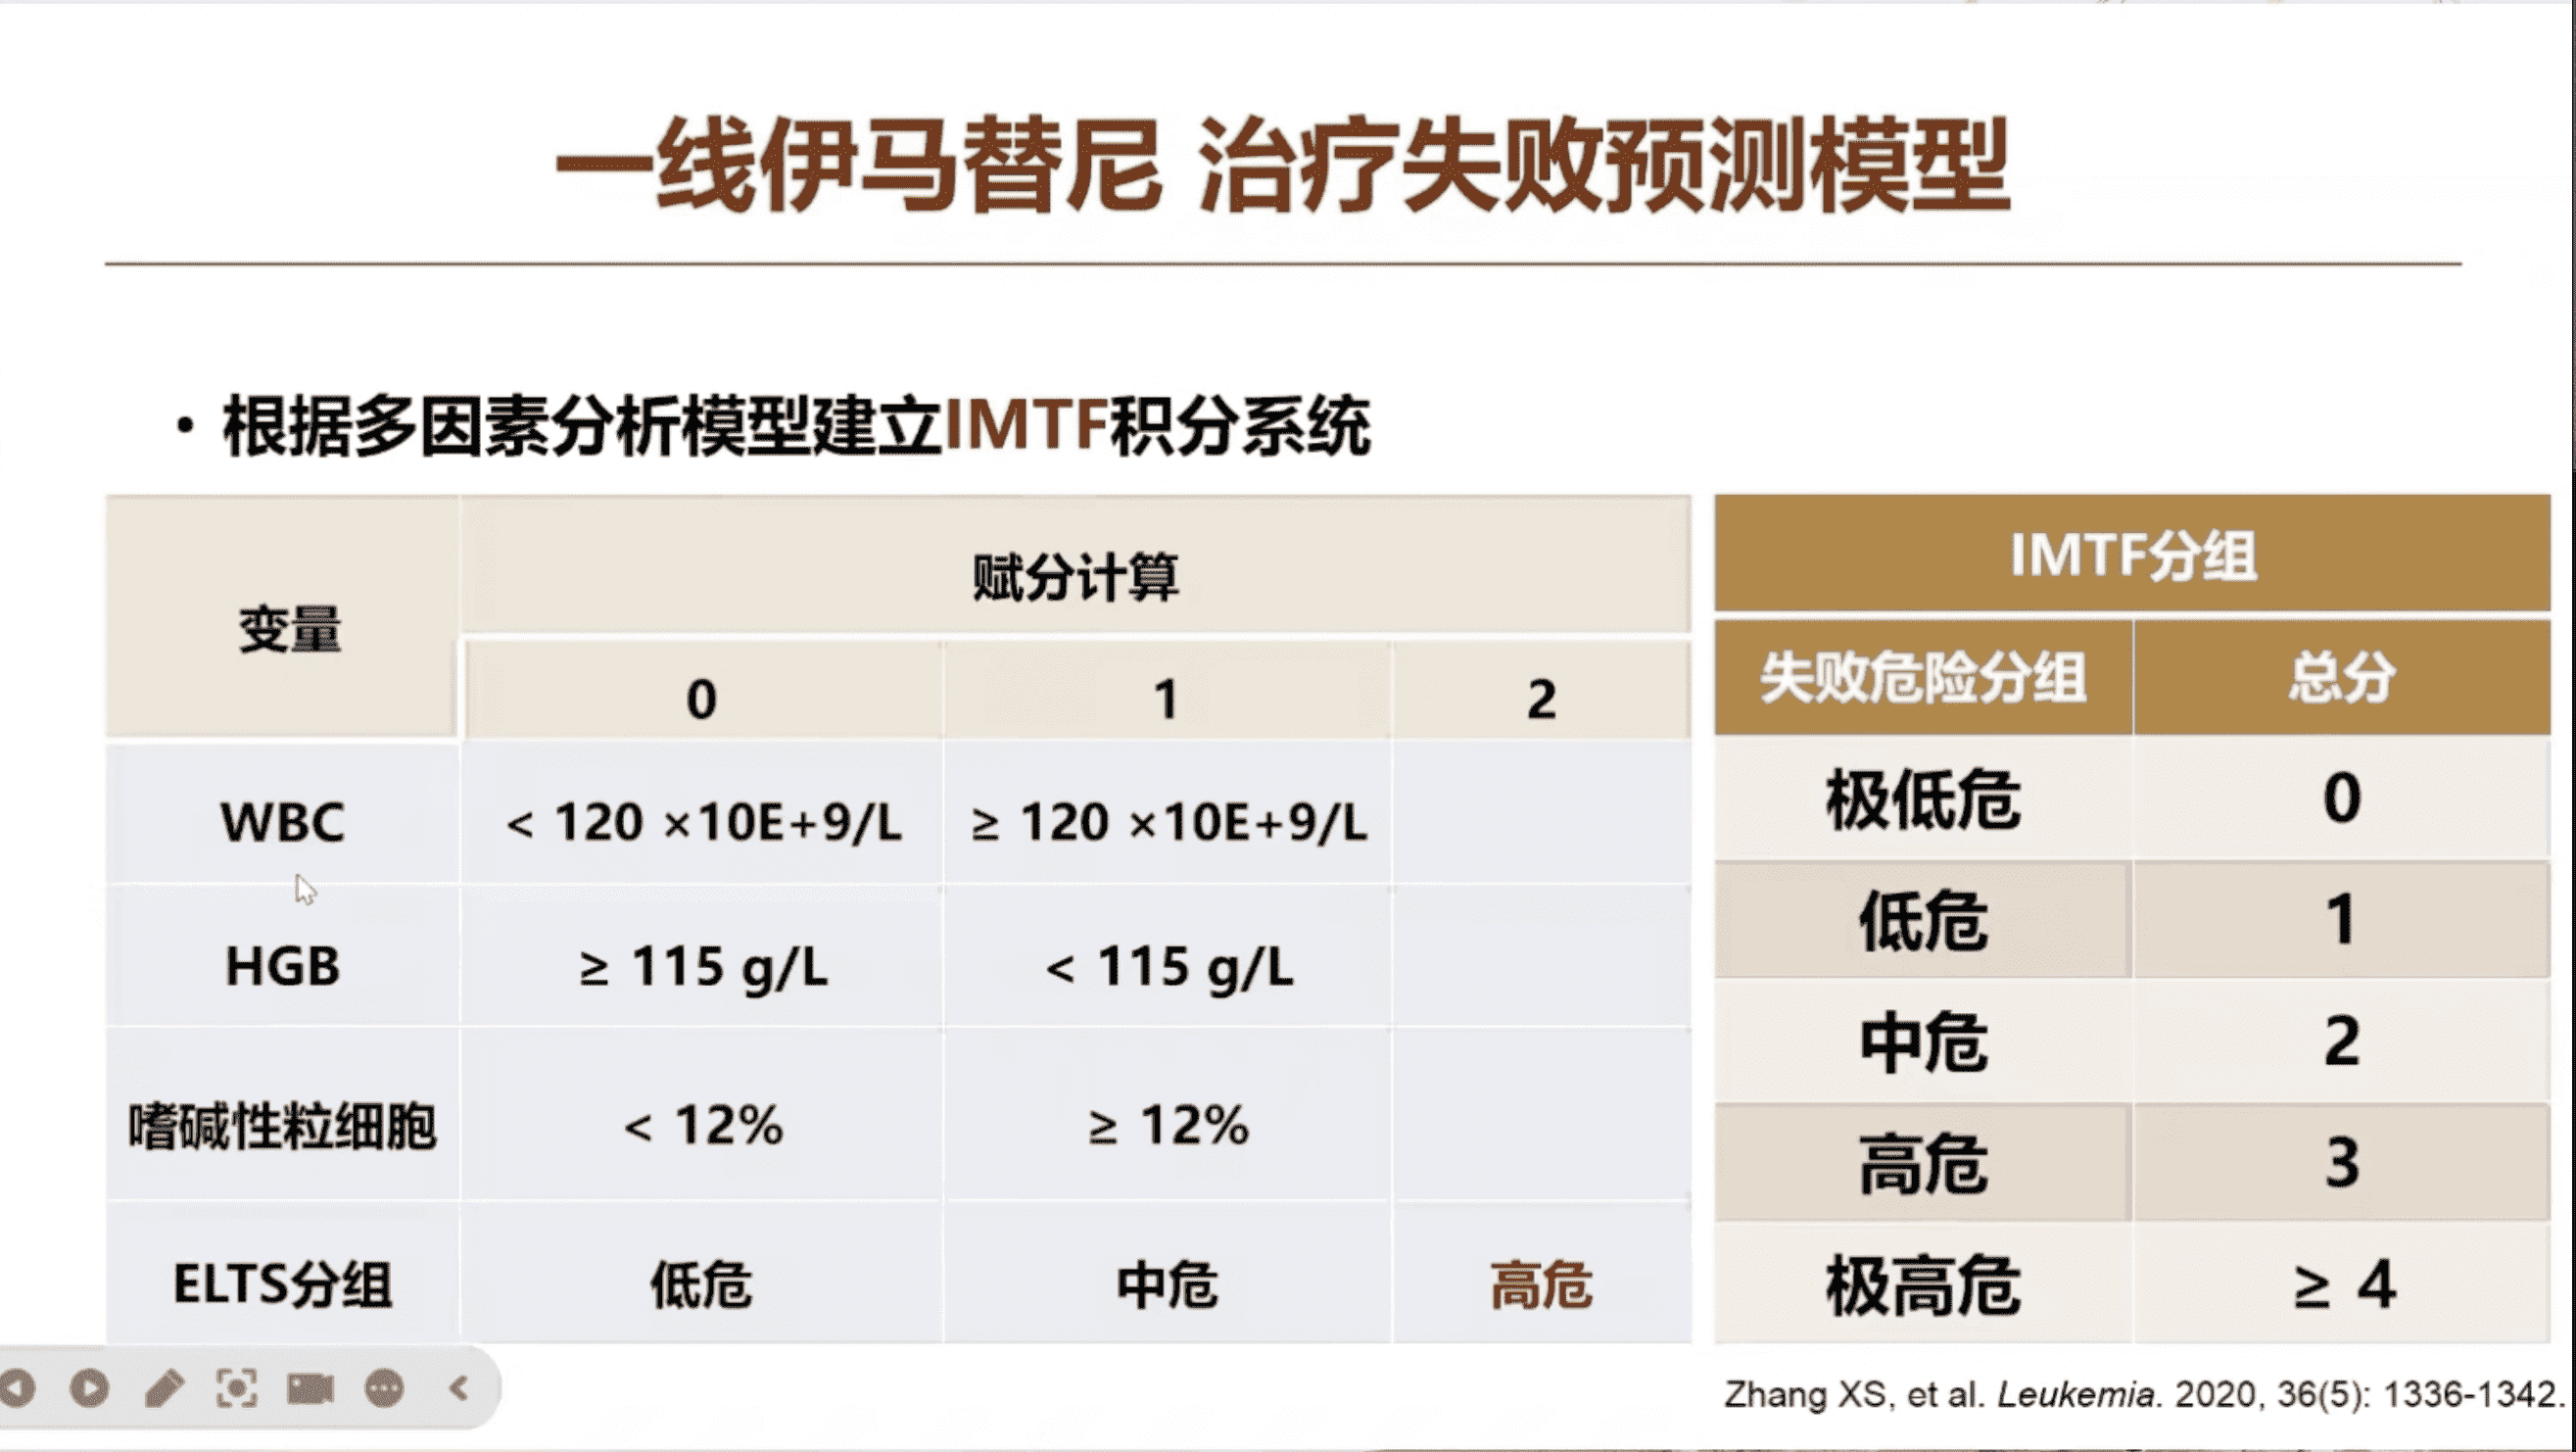 一线伊马替尼 治疗失败预测模型
• 根据多因素分析模型建立IMTF积分系统
变量 赋分计算
0 1 2
WBC < 120 ×10E+9/L ≥ 120 ×10E+9/L
HGB ≥ 115 g/L < 115 g/L
嗜碱性粒细胞 < 12% ≥ 12%
ELTS分组 低危 中危 高危
IMTF分组
失败危险分组 总分
极低危 0
低危 1
中危 2
高危 3
极高危 ≥ 4
Zhang XS, et al. Leukemia. 2020, 36(5): 1336-1342.